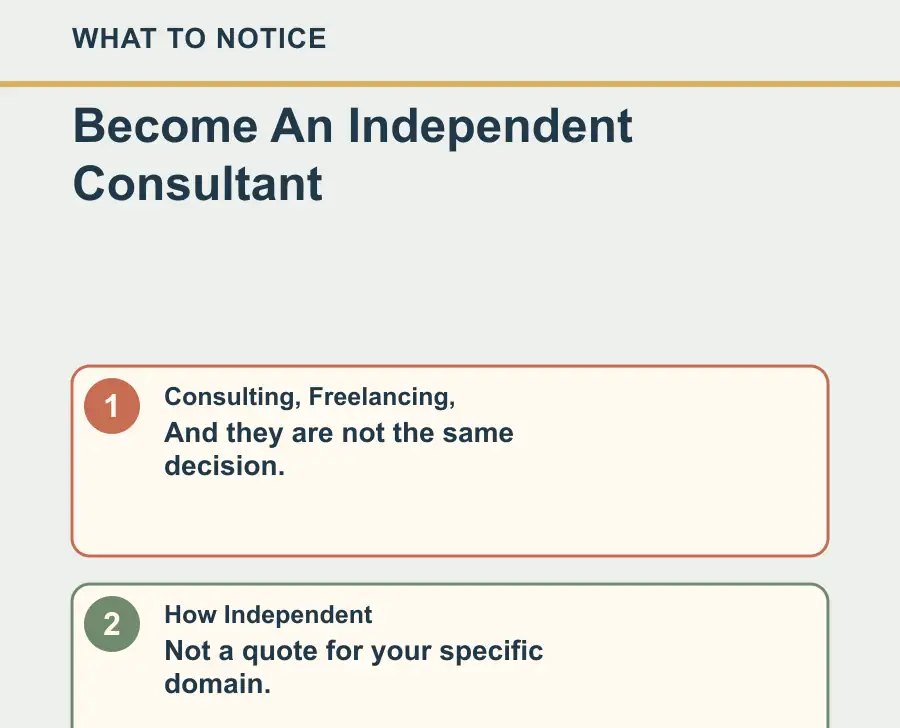 WHAT TO NOTICE
Become An Independent
Consultant
1
Consulting, Freelancing,
And they are not the same
decision.
2
How Independent
Not a quote for your specific
domain.